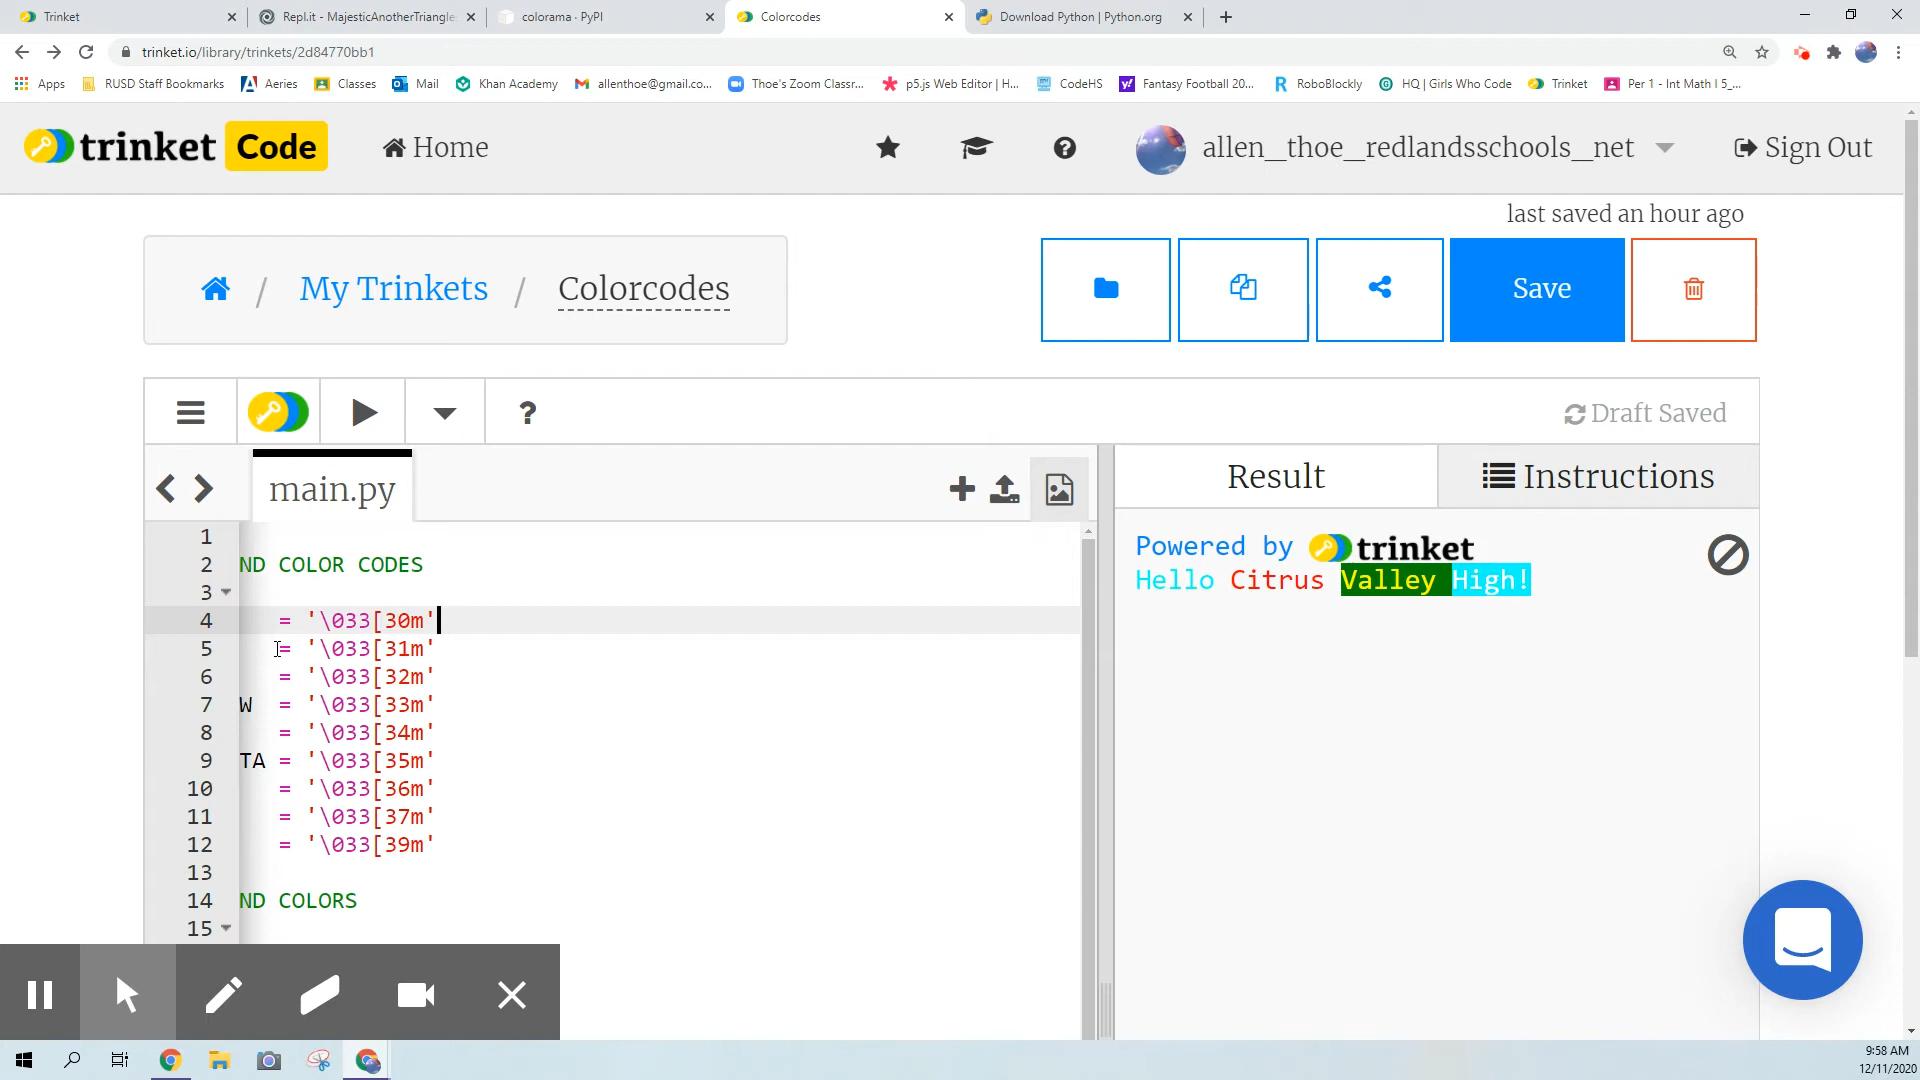 Trinket
Repl.it - MajesticAnotherTriangle
colorama · PyPI
Colorcodes
Download Python | Python.org
trinket.io/library/trinkets/2d84770bb1
Apps
RUSD Staff Bookmarks
Aeries
Classes
Mail
Khan Academy
allenthoe@gmail.co...
Thoe's Zoom Classr...
p5.js Web Editor | H...
CodeHS
Fantasy Football '20...
RoboBlockly
HQ | Girls Who Code
Trinket
Per 1 - Int Math I 5_...
trinket Code
Home
allen_thoe_redlandsschools_net
Sign Out
last saved an hour ago
/ My Trinkets / Colorcodes
Save
?
Draft Saved
main.py
Result
Instructions
1
2 ND COLOR CODES
3
4 = '\033[30m'
5 = '\033[31m'
6 = '\033[32m'
7 W = '\033[33m'
8 = '\033[34m'
9 TA = '\033[35m'
10 = '\033[36m'
11 = '\033[37m'
12 = '\033[39m'
13
14 ND COLORS
15
Powered by trinket
Hello Citrus Valley High!
9:58 AM
12/11/2020